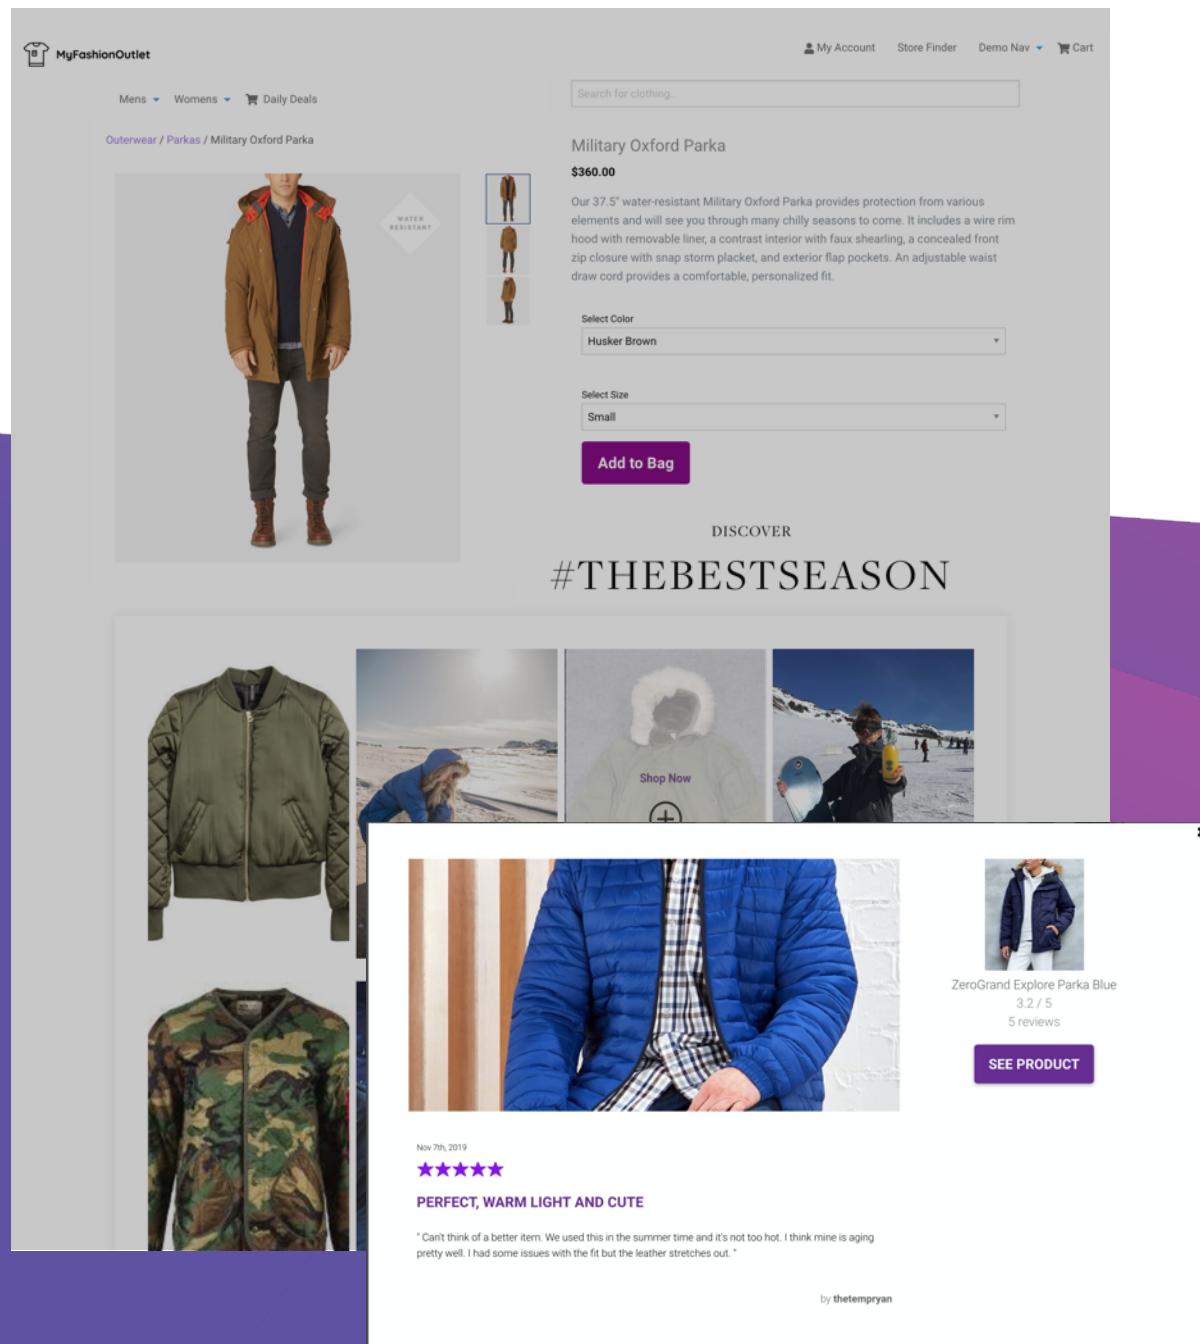 MyFashionOutlet
My Account Store Finder Demo Nav Cart
Mens Womens Daily Deals
Search for clothing..
Outerwear / Parkas / Military Oxford Parka
WATER
RESISTANT
Military Oxford Parka
$360.00
Our 37.5° water-resistant Military Oxford Parka provides protection from various
elements and will see you through many chilly seasons to come. It includes a wire rim
hood with removable liner, a contrast interior with faux shearling, a concealed front
zip closure with snap storm placket, and exterior flap pockets. An adjustable waist
draw cord provides a comfortable, personalized fit.
Select Color
Husker Brown
Select Size
Small
Add to Bag
DISCOVER
#THEBESTSEASON
Shop Now
ZeroGrand Explore Parka Blue
3.2 / 5
5 reviews
SEE PRODUCT
Nov 7th, 2019
PERFECT, WARM LIGHT AND CUTE
" Can't think of a better item. We used this in the summer time and it's not too hot. I think mine is aging
pretty well. I had some issues with the fit but the leather stretches out. "
by thetempryan